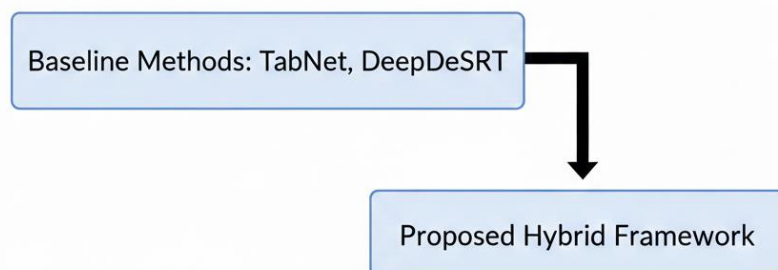 Baseline Methods: TabNet, DeepDeSRT
Proposed Hybrid Framework